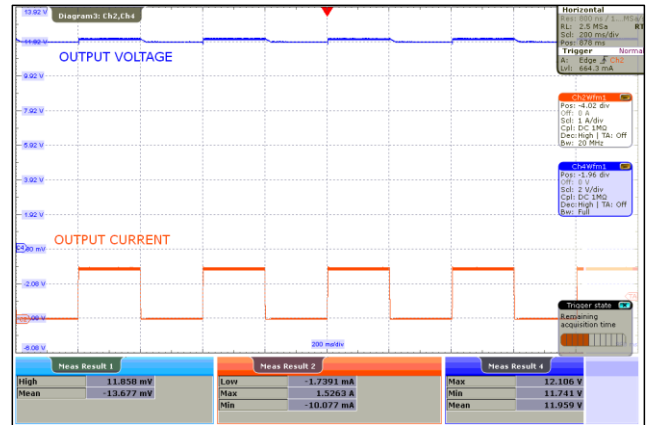 13.92 V
Diagram3: Ch2,Ch4
Horizontal
RL: 2.5 MSa RT
Scl: 200 ms/div
Pos: 878 ms
Trigger Normal
A: Edge Ch2
Lvl: 664.3 mA
11.92 V
OUTPUT VOLTAGE
9.92 V
7.92 V
5.92 V
3.92 V
1.92 V
Ch2Wfm1
Pos: -4.02 div
Off: 0 A
Scl: 1 A/div
Cpl: DC 1MΩ
Dec:High | TA: Off
Bw: 20 MHz
Ch4Wfm1
Pos: -1.96 div
Off: 0 V
Scl: 2 V/div
Cpl: DC 1MΩ
Dec:High | TA: Off
Bw: Full
OUTPUT CURRENT
-2.08 V
-6.08 V
200 ms/div
Trigger state
Remaining
acquisition time
Meas Result 1
High 11.858 mV
Mean -13.677 mV
Meas Result 2
Low -1.7391 mA
Max 1.5263 A
Min -10.077 mA
Meas Result 4
Max 12.106 V
Min 11.741 V
Mean 11.959 V